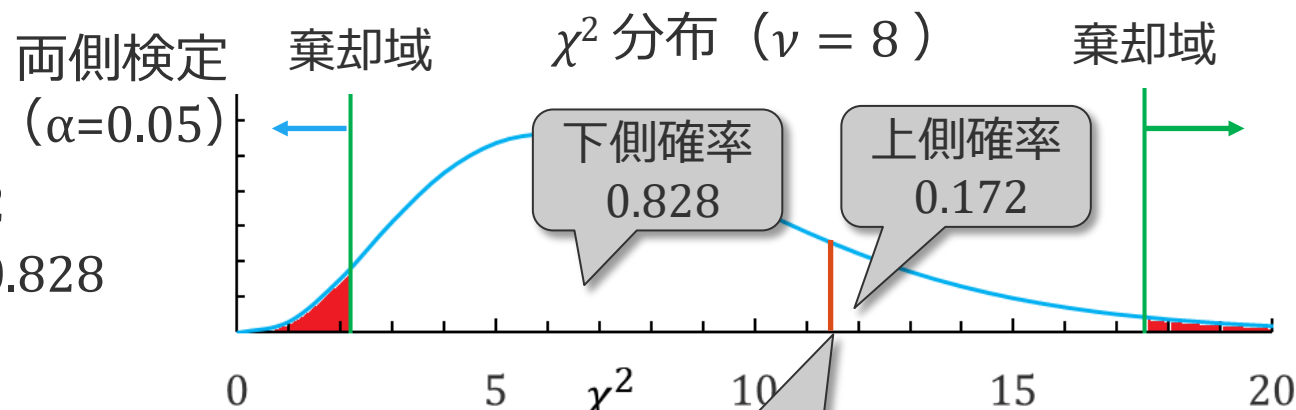 両側検定
(α=0.05)
棄却域
χ² 分布（ν = 8 ）
棄却域
下側確率
0.828
上側確率
0.172
.828
0
5
χ²
10
15
20